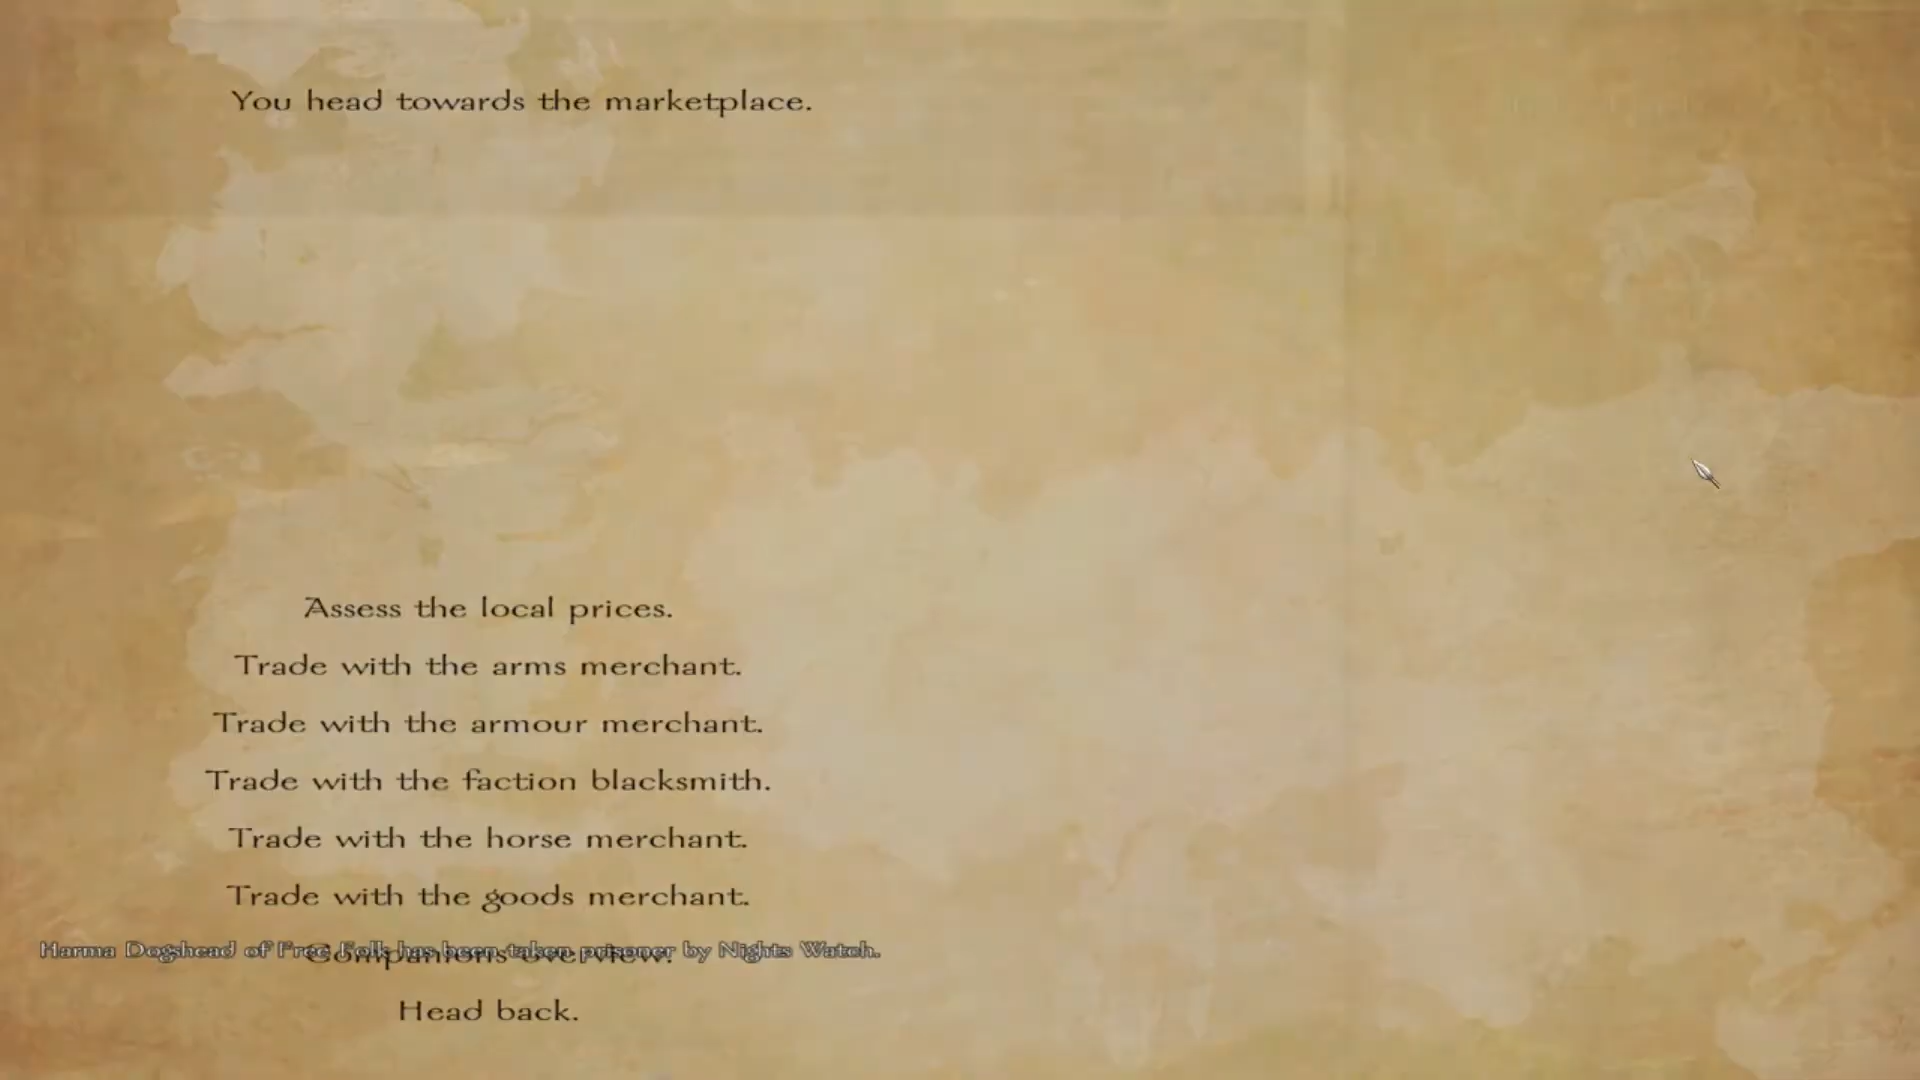 You head towards the marketplace.
Assess the local prices.
Trade with the arms merchant.
Trade with the armour merchant.
Trade with the faction blacksmith.
Trade with the horse merchant.
Trade with the goods merchant.
Harma Dogshead of Free Folk has been taken prisoner by Nights Watch.
Companions overview.
Head back.